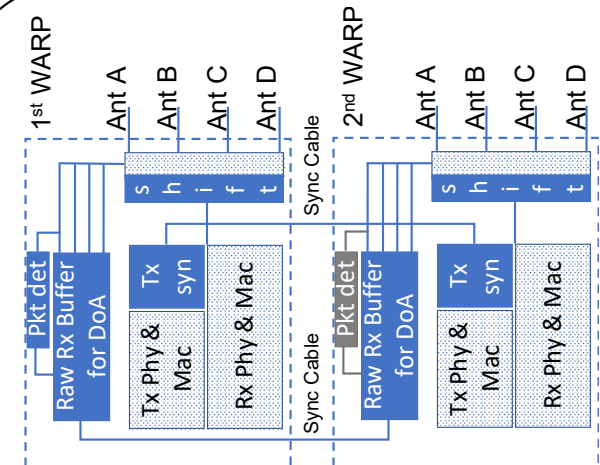 1st WARP
Ant A
Ant B
Ant C
Ant D
shift
Pkt det
Raw Rx Buffer
for DoA
Tx
syn
Tx Phy &
Mac
Rx Phy & Mac
Sync Cable
Sync Cable
2nd WARP
Ant A
Ant B
Ant C
Ant D
shift
Pkt det
Raw Rx Buffer
for DoA
Tx
syn
Tx Phy &
Mac
Rx Phy & Mac